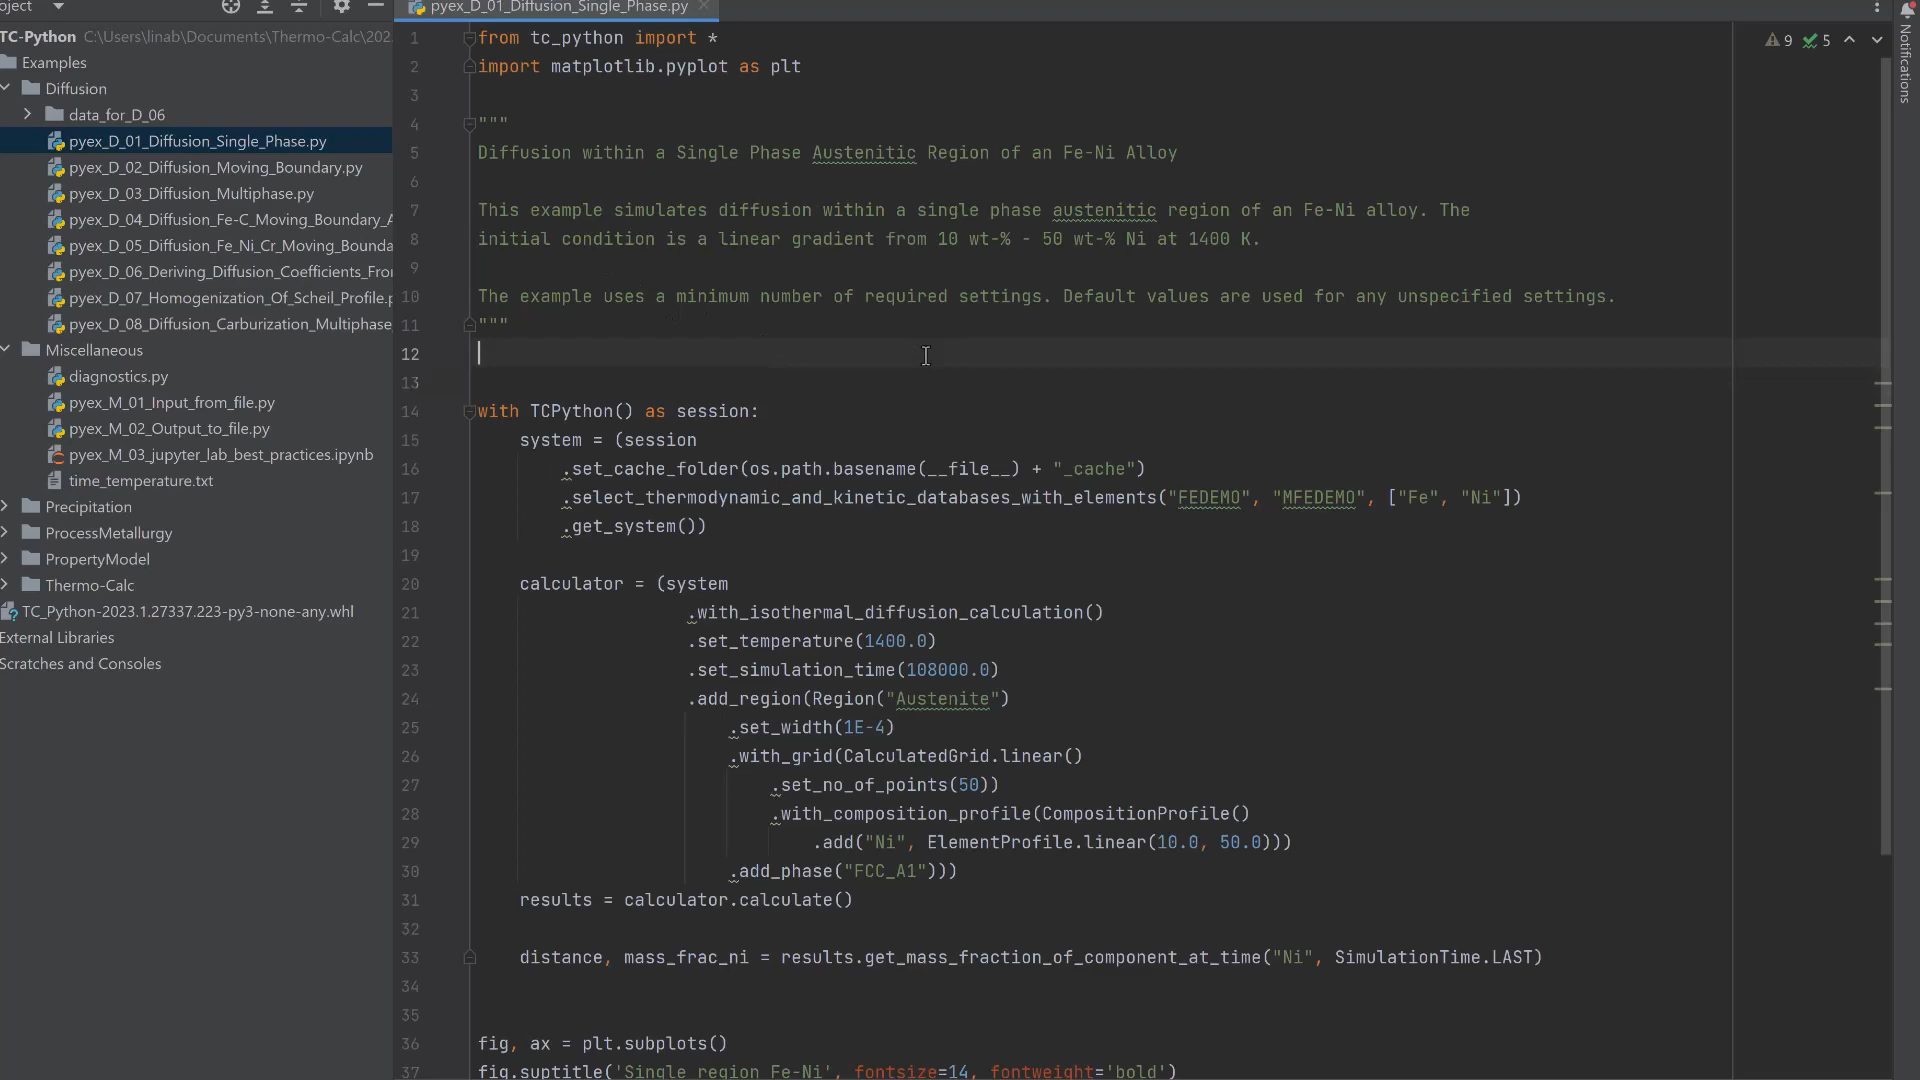 oject
pyex_D_01_Diffusion_Single_Phase.py
TC-Python C:\Users\linab\Documents\Thermo-Calc\202
Examples
Diffusion
data_for_D_06
pyex_D_01_Diffusion_Single_Phase.py
pyex_D_02_Diffusion_Moving_Boundary.py
pyex_D_03_Diffusion_Multiphase.py
pyex_D_04_Diffusion_Fe-C_Moving_Boundary_A
pyex_D_05_Diffusion_Fe_Ni_Cr_Moving_Bounda
pyex_D_06_Deriving_Diffusion_Coefficients_Fro
pyex_D_07_Homogenization_Of_Scheil_Profile.p
pyex_D_08_Diffusion_Carburization_Multiphase
Miscellaneous
diagnostics.py
pyex_M_01_Input_from_file.py
pyex_M_02_Output_to_file.py
pyex_M_03_jupyter_lab_best_practices.ipynb
time_temperature.txt
Precipitation
ProcessMetallurgy
PropertyModel
Thermo-Calc
TC_Python-2023.1.27337.223-py3-none-any.whl
External Libraries
Scratches and Consoles
1 from tc_python import *
2 import matplotlib.pyplot as plt
3
4 """
5 Diffusion within a Single Phase Austenitic Region of an Fe-Ni Alloy
6
7 This example simulates diffusion within a single phase austenitic region of an Fe-Ni alloy. The
8 initial condition is a linear gradient from 10 wt-% - 50 wt-% Ni at 1400 K.
9
10 The example uses a minimum number of required settings. Default values are used for any unspecified settings.
11 """
12
13
14 with TCPython() as session:
15 system = (session
16 .set_cache_folder(os.path.basename(__file__) + "_cache")
17 .select_thermodynamic_and_kinetic_databases_with_elements("FEDEMO", "MFEDEMO", ["Fe", "Ni"])
18 .get_system())
19
20 calculator = (system
21 .with_isothermal_diffusion_calculation()
22 .set_temperature(1400.0)
23 .set_simulation_time(108000.0)
24 .add_region(Region("Austenite")
25 .set_width(1E-4)
26 .with_grid(CalculatedGrid.linear()
27 .set_no_of_points(50))
28 .with_composition_profile(CompositionProfile()
29 .add("Ni", ElementProfile.linear(10.0, 50.0)))
30 .add_phase("FCC_A1")))
31 results = calculator.calculate()
32
33 distance, mass_frac_ni = results.get_mass_fraction_of_component_at_time("Ni", SimulationTime.LAST)
34
35
36 fig, ax = plt.subplots()
37 fig.suptitle('Single region Fe-Ni', fontsize=14, fontweight='bold')
9 5
Notifications